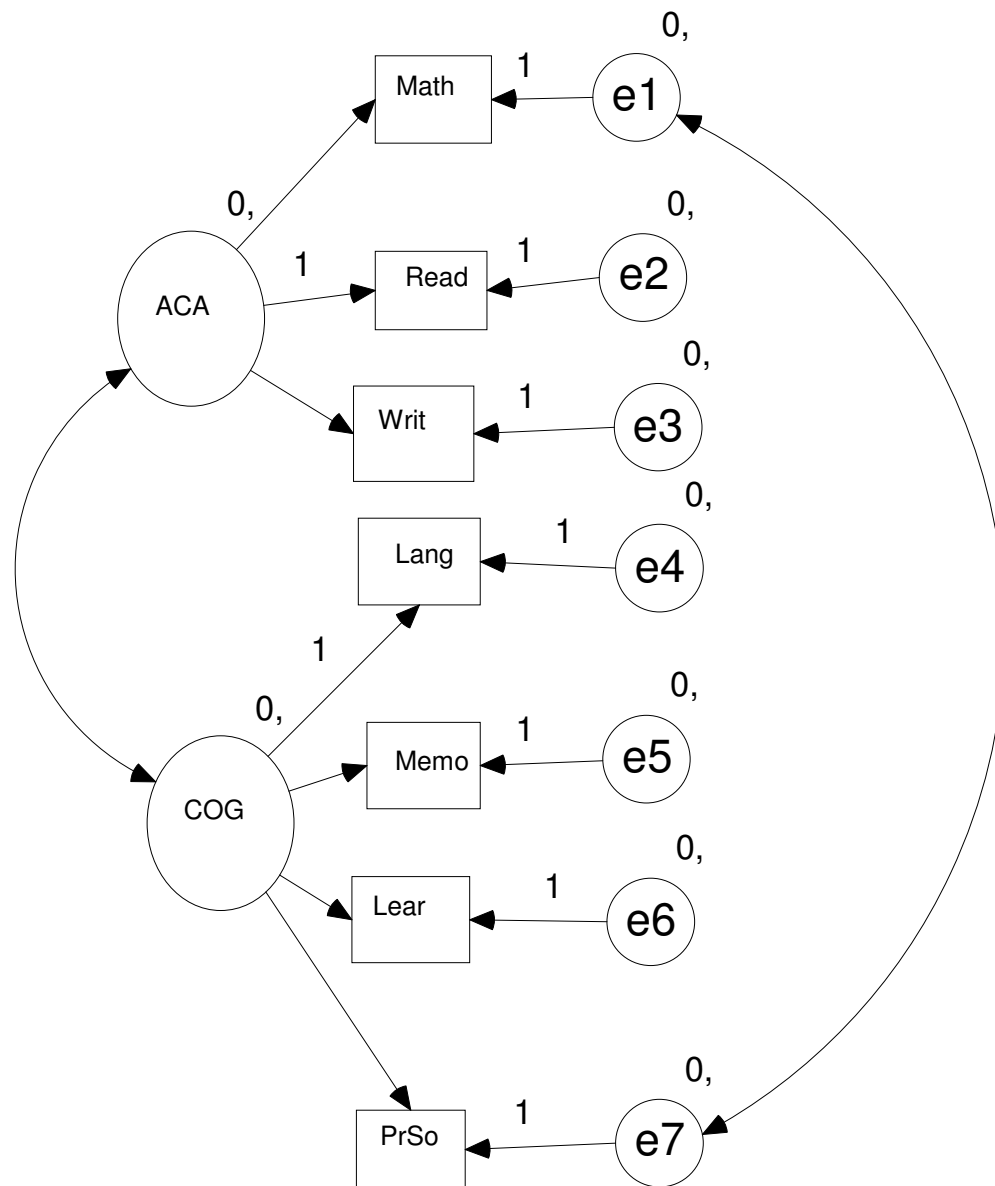 0,
1
Math
e1
0,
0,
1
1
Read
e2
ACA
0,
1
Writ
e3
0,
1
Lang
e4
1
0,
0,
1
Memo
e5
COG
0,
1
Lear
e6
0,
1
PrSo
e7